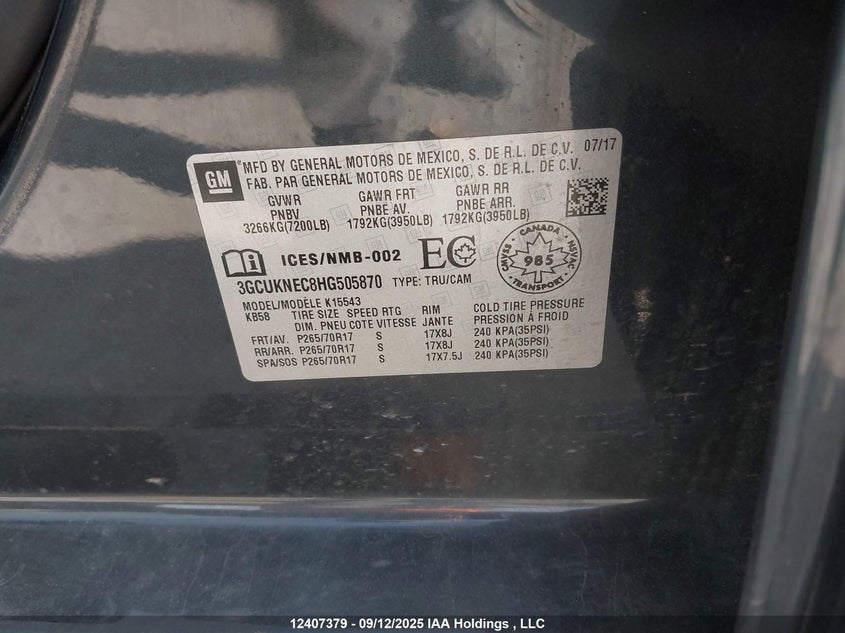 GM
MFD BY GENERAL MOTORS DE MEXICO, S. DE R.L. DE C.V. 07/17
FAB. PAR GENERAL MOTORS DE MEXICO, S. DE R.L. DE C.V.
GVWR GAWR FRT GAWR RR
PNBV PNBE AV. PNBE ARR.
3266KG(7200LB) 1792KG(3950LB) 1792KG(3950LB)
ICES/NMB-002 EC
CANADA
CMVSS 985 NSVAC
TRANSPORT
3GCUKNEC8HG505870 TYPE: TRU/CAM
MODEL/MODÈLE K15543
KB58 TIRE SIZE SPEED RTG RIM COLD TIRE PRESSURE
DIM. PNEU COTE VITESSE JANTE PRESSION À FROID
FRT/AV. P265/70R17 S 17X8J 240 KPA(35PSI)
RR/ARR. P265/70R17 S 17X8J 240 KPA(35PSI)
SPA/SOS P265/70R17 S 17X7.5J 240 KPA(35PSI)
12407379 - 09/12/2025 IAA Holdings , LLC